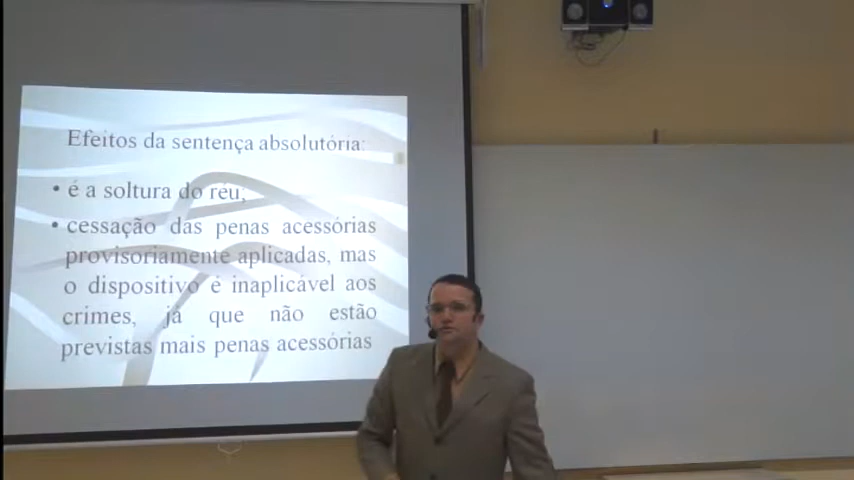 Efeitos da sentença absolutória:
• é a soltura do réu;
• cessação das penas acessórias
provisoriamente aplicadas, mas
o dispositivo é inaplicável aos
crimes, já que não estão
previstas mais penas acessórias.